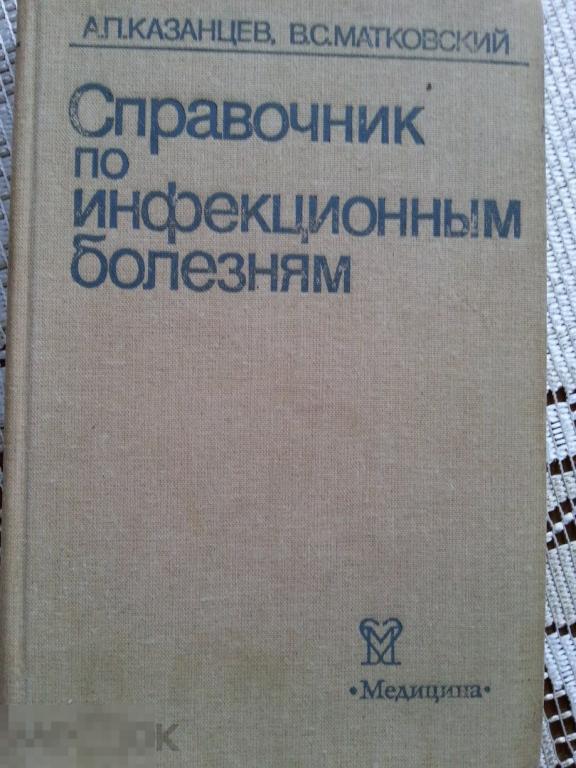 А.П.КАЗАНЦЕВ, В.С.МАТКОВСКИЙ
Справочник
по
инфекционным
болезням
·Медицина·